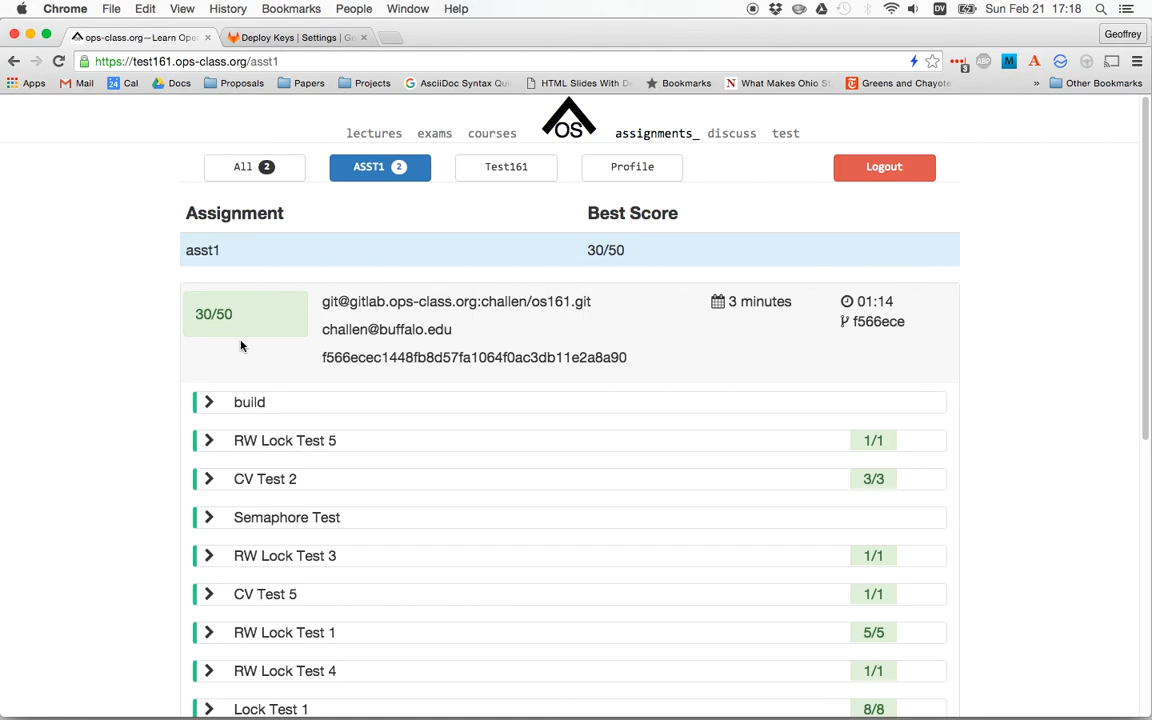 Chrome File Edit View History Bookmarks People Window Help DV Sun Feb 21 17:18
ops-class.org — Learn Oper Deploy Keys | Settings | Gi Geoffrey
https://test161.ops-class.org/asst1 3 ABP M A
Apps Mail 24 Cal Docs Proposals Papers Projects G AsciiDoc Syntax Qui HTML Slides With D Bookmarks N What Makes Ohio St T Greens and Chayote » Other Bookmarks
lectures exams courses OS assignments_ discuss test
All 2 ASST1 2 Test161 Profile Logout
Assignment Best Score
asst1 30/50
30/50 git@gitlab.ops-class.org:challen/os161.git 3 minutes 01:14
challen@buffalo.edu f566ece
f566ecec1448fb8d57fa1064f0ac3db11e2a8a90
build
RW Lock Test 5 1/1
CV Test 2 3/3
Semaphore Test
RW Lock Test 3 1/1
CV Test 5 1/1
RW Lock Test 1 5/5
RW Lock Test 4 1/1
Lock Test 1 8/8